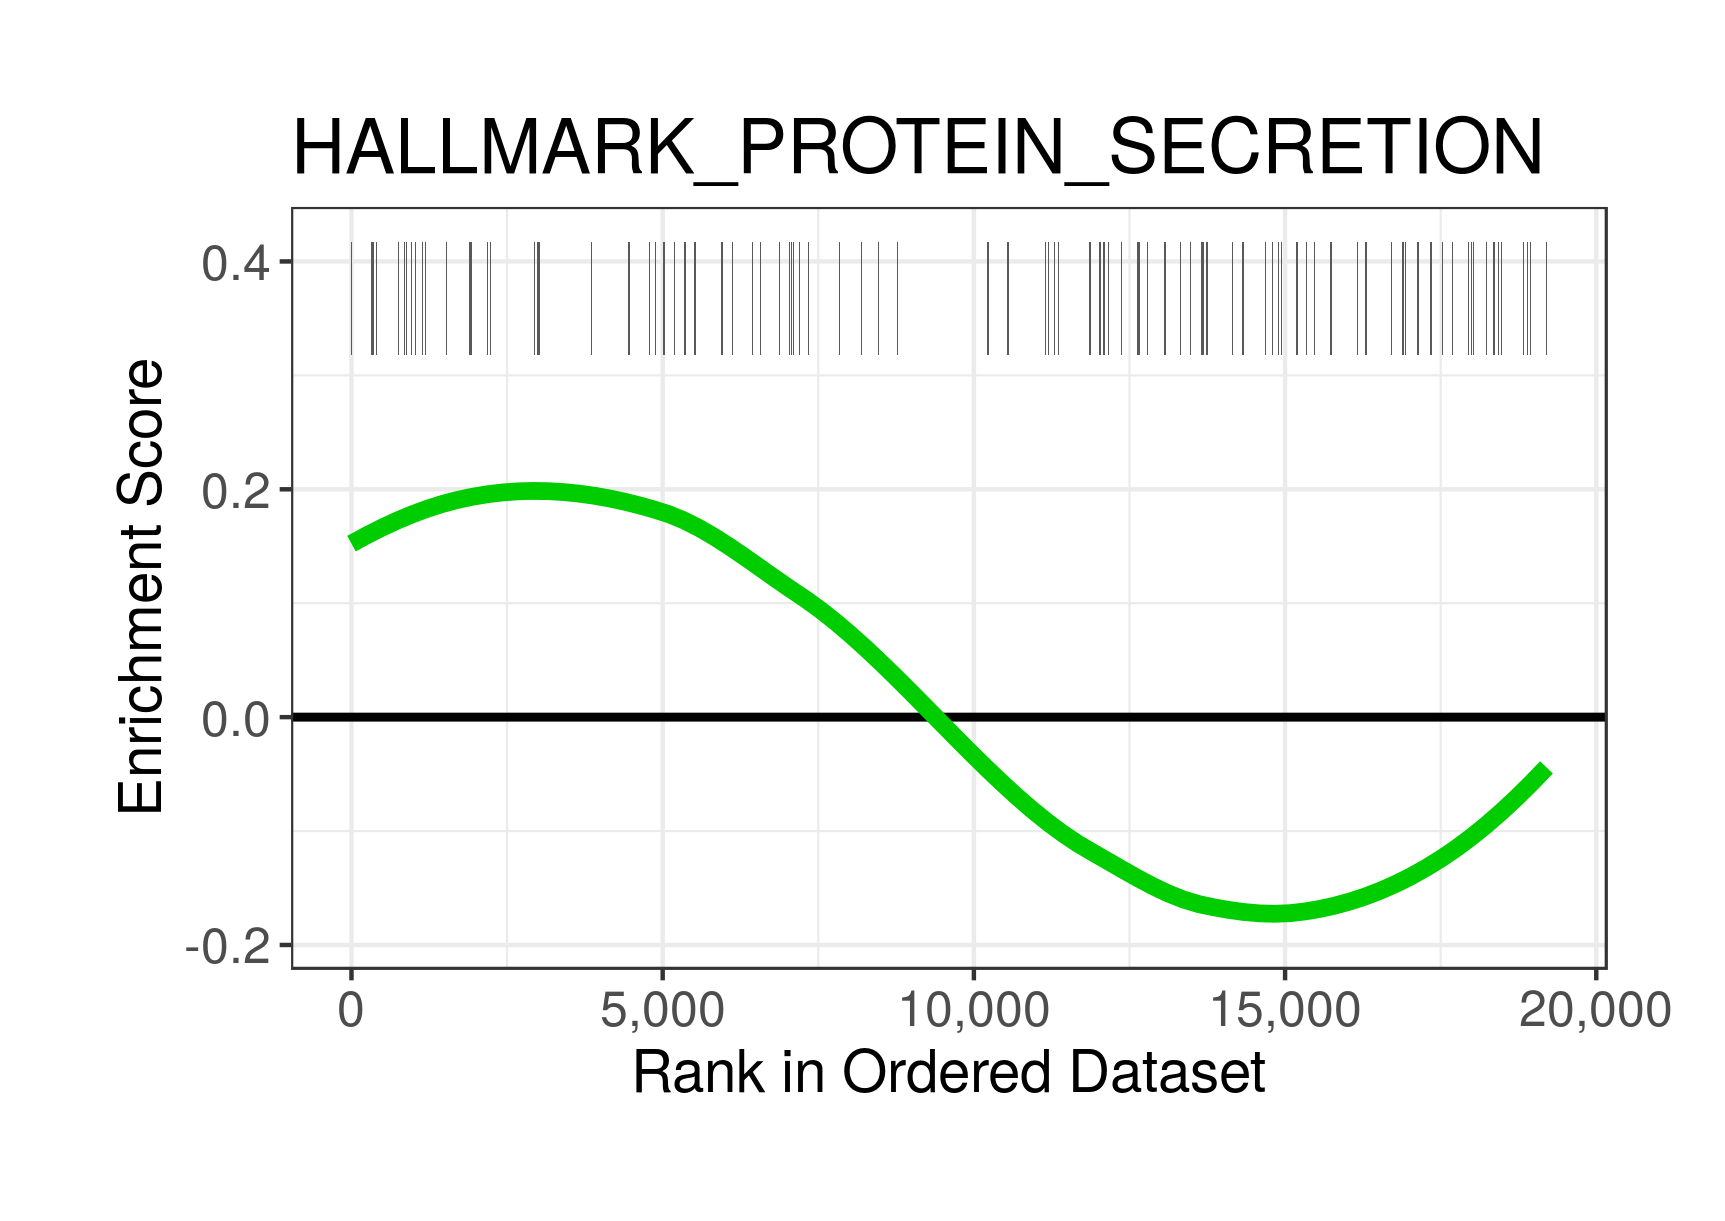 HALLMARK_PROTEIN_SECRETION
Enrichment Score
0.4
0.2
0.0
-0.2
0 5,000 10,000 15,000 20,000
Rank in Ordered Dataset